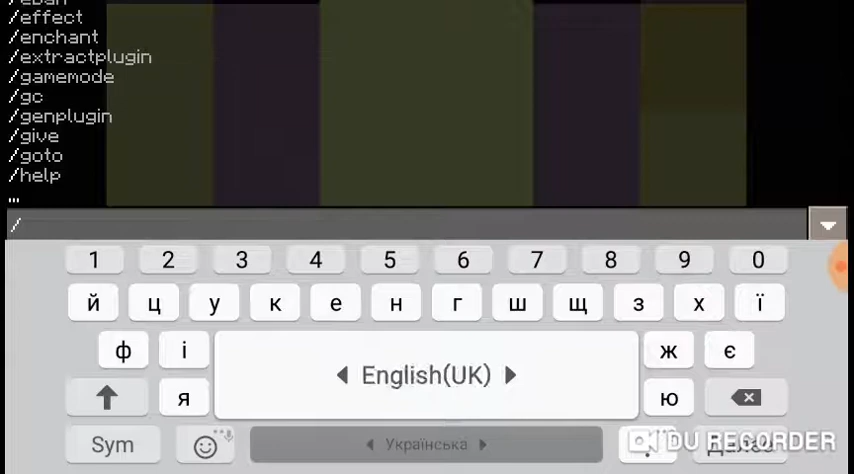 /effect
/enchant
/extractplugin
/gamemode
/gc
/genplugin
/give
/goto
/help
...
/
1 2 3 4 5 6 7 8 9 0
й ц у к е н г ш щ з х ї
ф і ж є
English(UK)
я ю
Sym Українська Далее
DU RECORDER